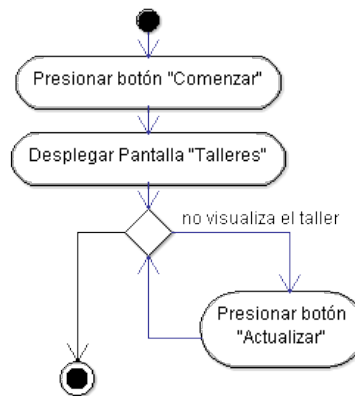 Presionar botón "Comenzar"
Desplegar Pantalla "Talleres"
no visualiza el taller
Presionar botón
"Actualizar"